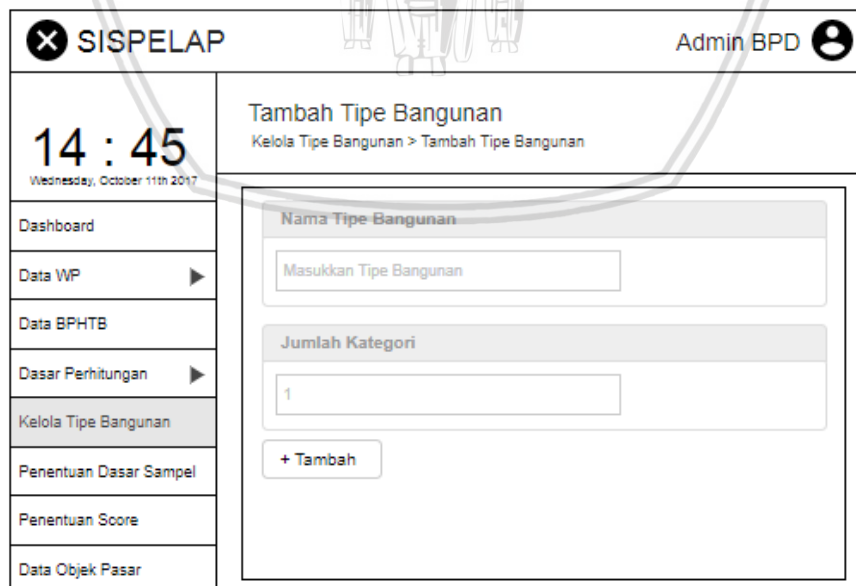 SISPELAP
Admin BPD
14 : 45
Wednesday, October 11th 2017
Tambah Tipe Bangunan
Kelola Tipe Bangunan > Tambah Tipe Bangunan
Dashboard
Data WP
Data BPHTB
Dasar Perhitungan
Kelola Tipe Bangunan
Penentuan Dasar Sampel
Penentuan Score
Data Objek Pasar
Nama Tipe Bangunan
Masukkan Tipe Bangunan
Jumlah Kategori
1
+ Tambah